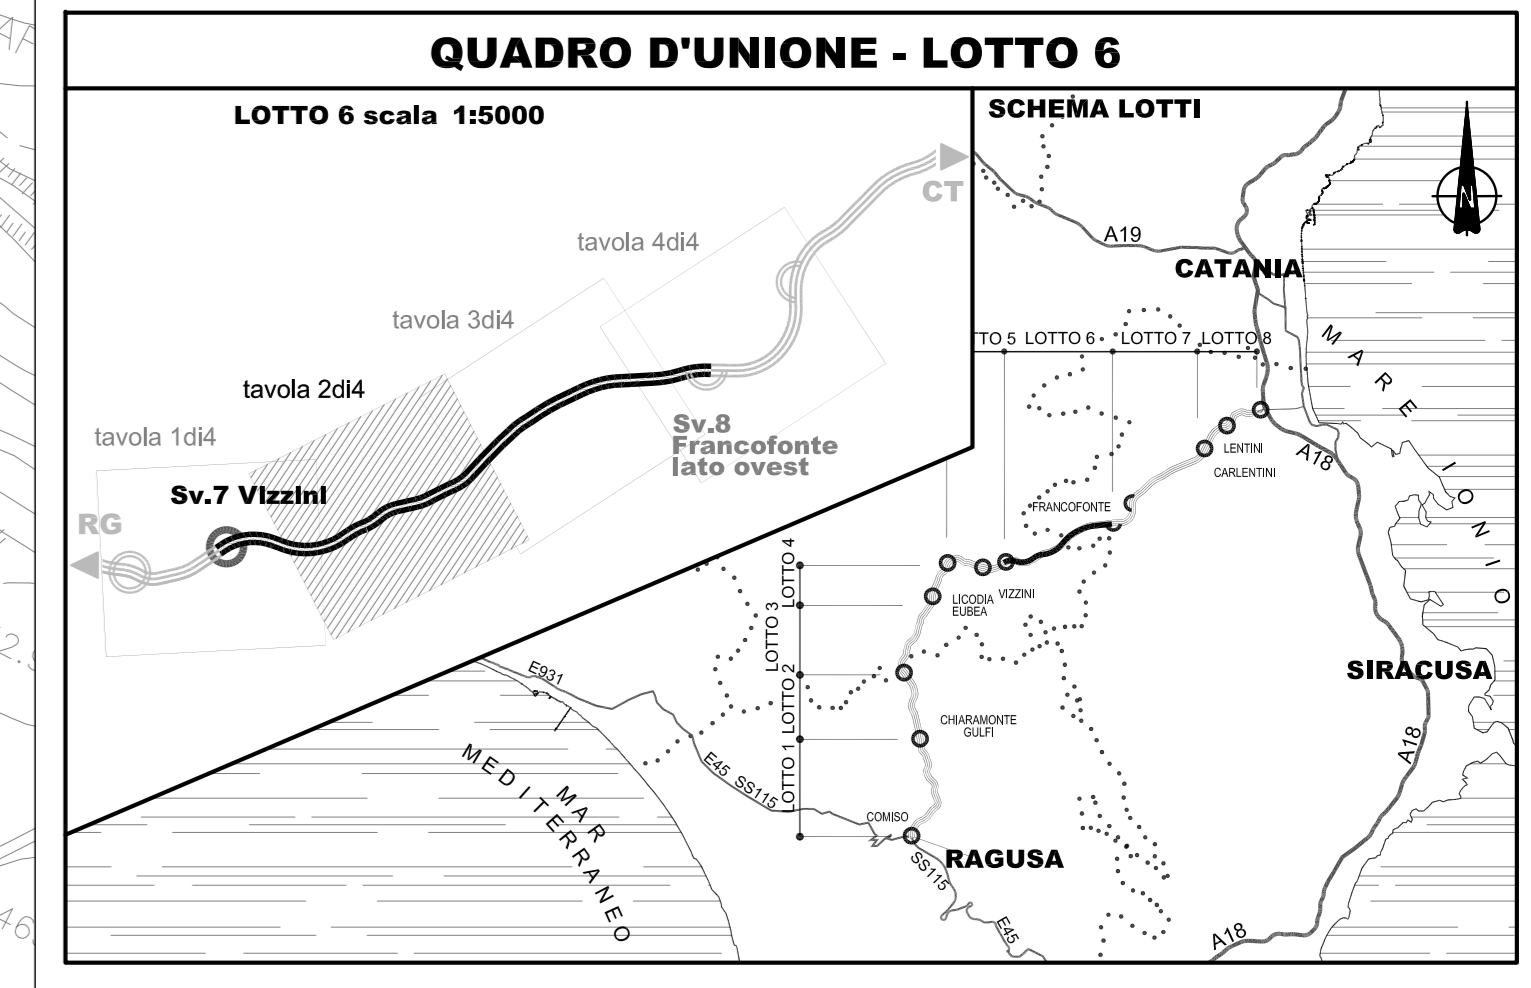 QUADRO D'UNIONE - LOTTO 6
LOTTO 6 scala 1:5000
SCHEMA LOTTI
N
CT
tavola 4di4
tavola 3di4
tavola 2di4
tavola 1di4
Sv.7 Vizzini
RG
Sv.8
Francofonte
lato ovest
A19
CATANIA
TTO 5
LOTTO 6
LOTTO 7
LOTTO 8
MARE
IONIO
LENTINI
CARLENTINI
A18
FRANCOFONTE
LICODIA
EUBEA
VIZZINI
LOTTO 4
LOTTO 3
LOTTO 2
LOTTO 1
SIRACUSA
E931
CHIARAMONTE
GULFI
A18
E45
SS115
COMISO
RAGUSA
SS115
E45
A18
MAR
MEDITERRANEO